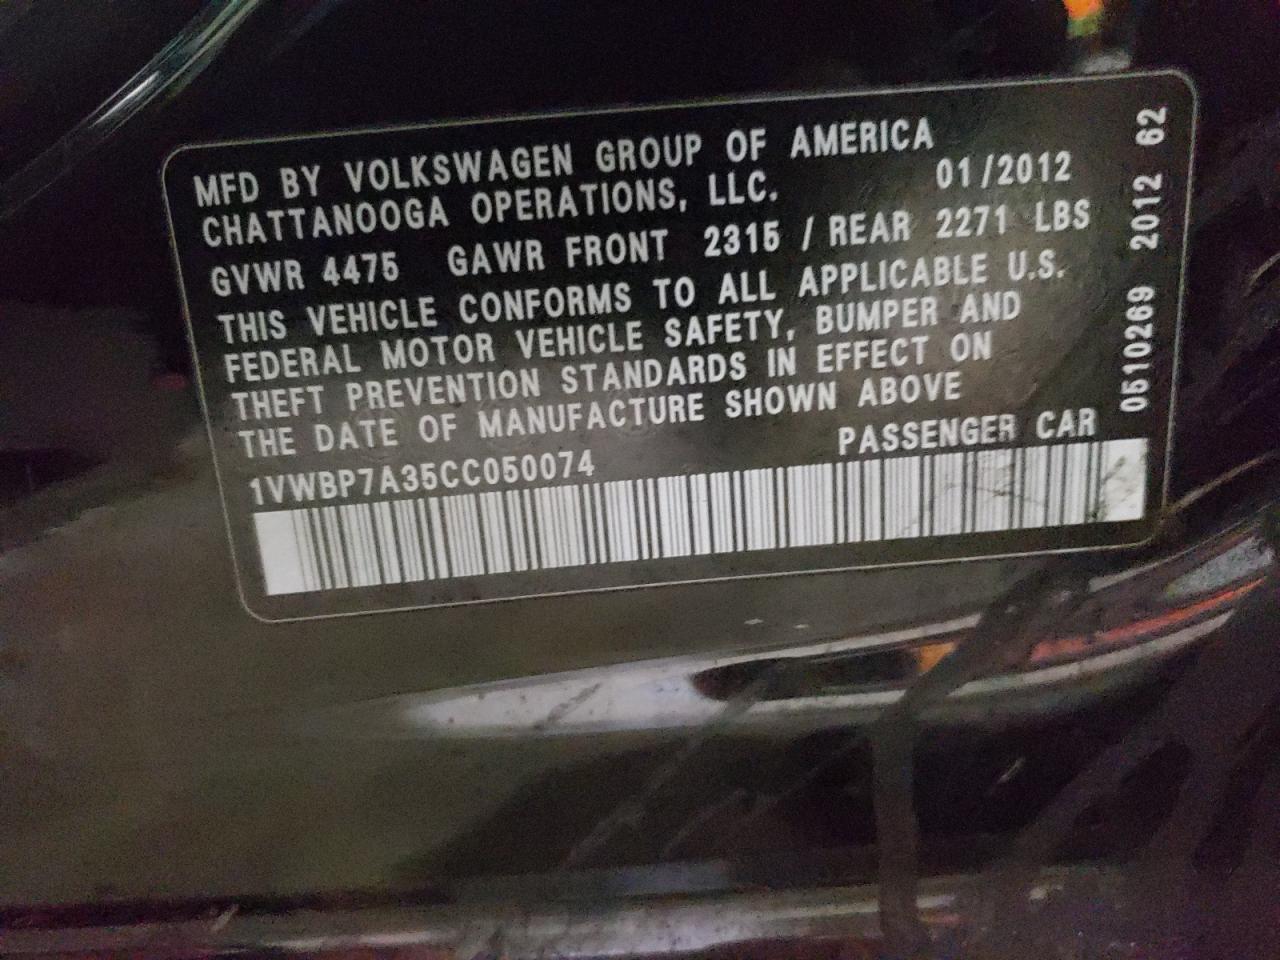 MFD BY VOLKSWAGEN GROUP OF AMERICA
CHATTANOOGA OPERATIONS, LLC. 01/2012
GVWR 4475 GAWR FRONT 2315 / REAR 2271 LBS
THIS VEHICLE CONFORMS TO ALL APPLICABLE U.S.
FEDERAL MOTOR VEHICLE SAFETY, BUMPER AND
THEFT PREVENTION STANDARDS IN EFFECT ON
THE DATE OF MANUFACTURE SHOWN ABOVE
PASSENGER CAR
1VWBP7A35CC050074
0510269 2012 62